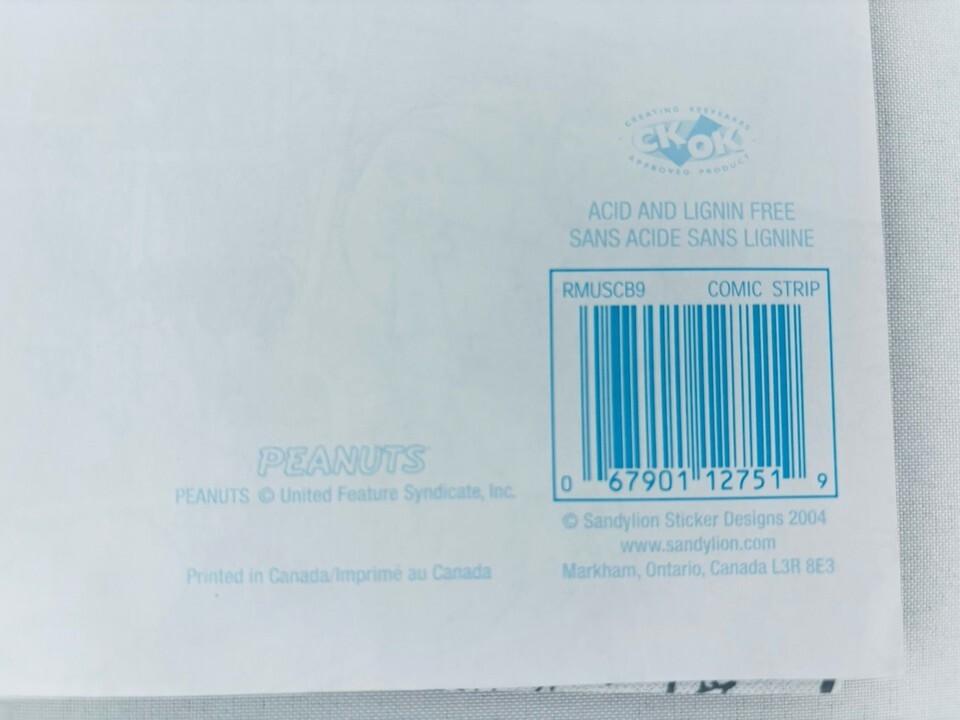 CREATING KEEPSAKES
CK OK
APPROVED PRODUCT
ACID AND LIGNIN FREE
SANS ACIDE SANS LIGNINE
RMUSCB9 COMIC STRIP
0 67901 12751 9
PEANUTS
PEANUTS © United Feature Syndicate, Inc.
© Sandylion Sticker Designs 2004
www.sandylion.com
Markham, Ontario, Canada L3R 8E3
Printed in Canada/Imprimé au Canada